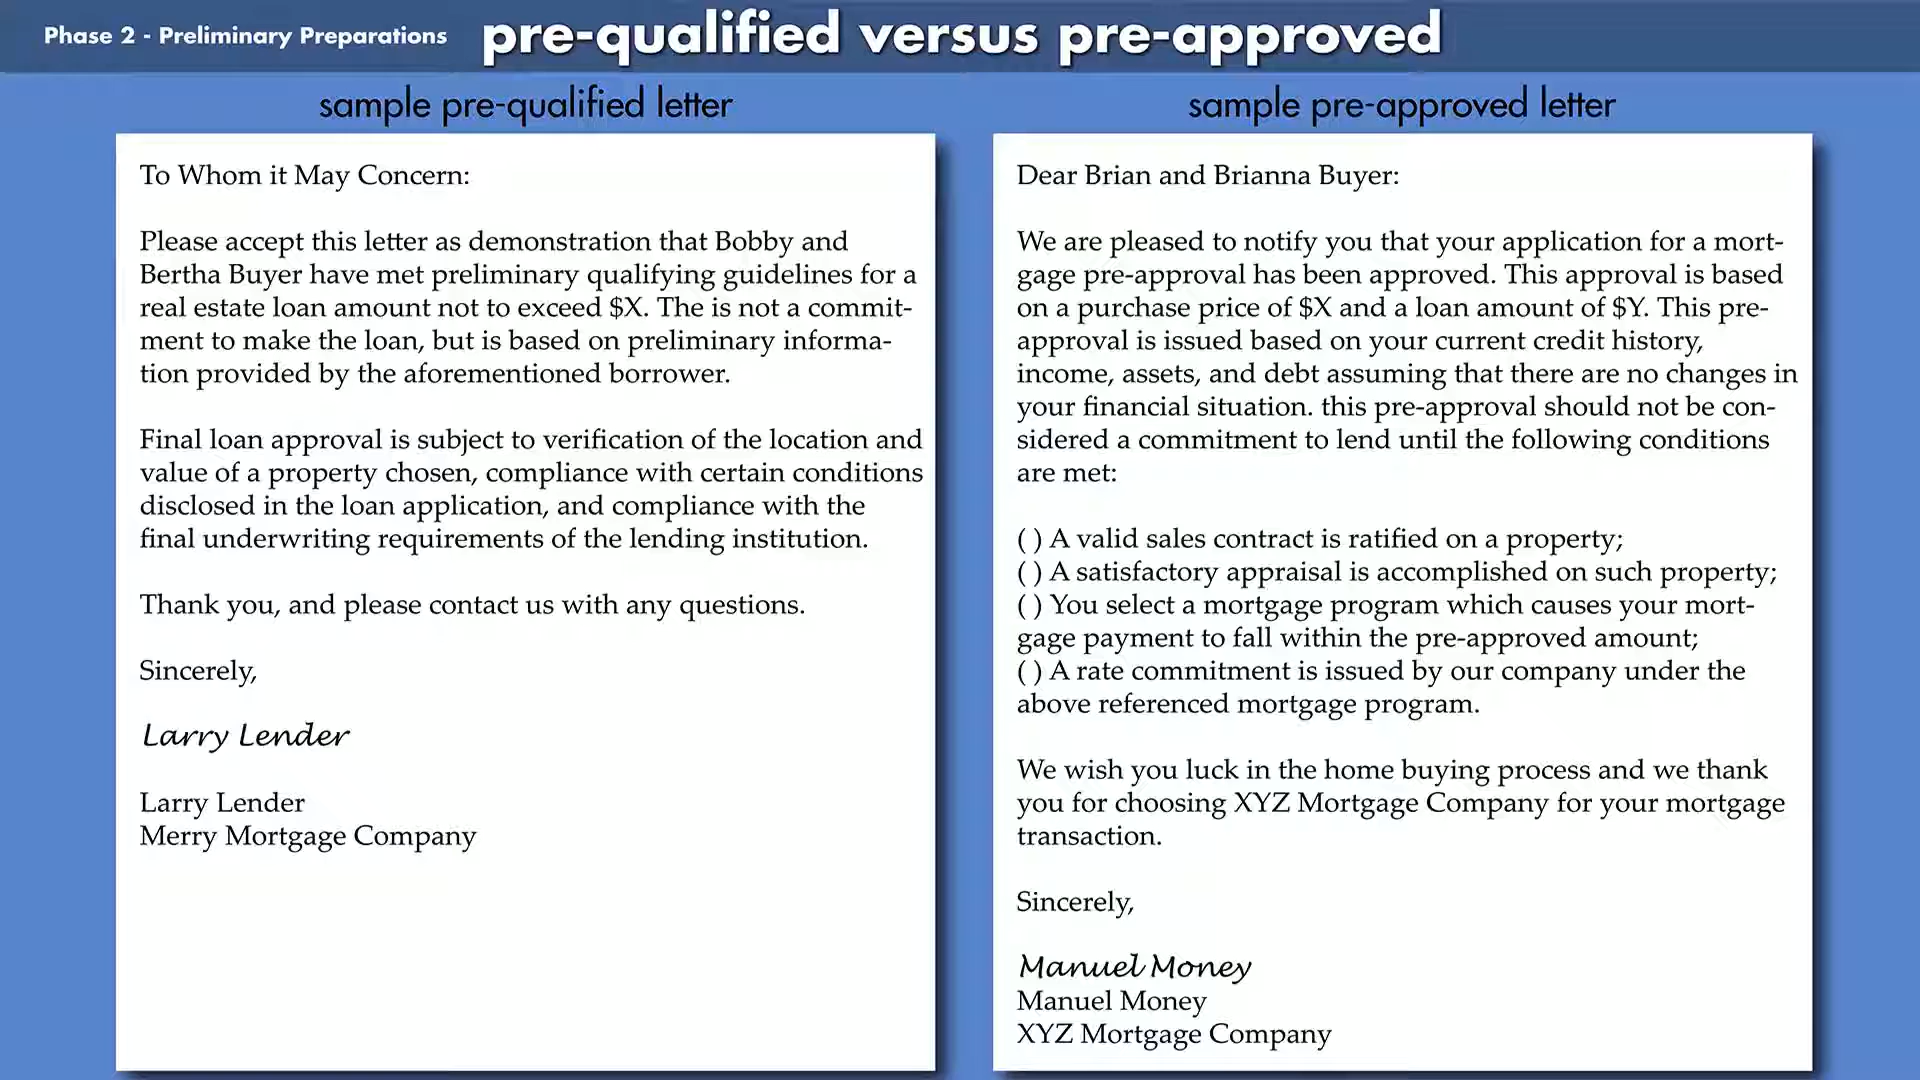 Phase 2 - Preliminary Preparations
pre-qualified versus pre-approved
sample pre-qualified letter
To Whom it May Concern:
Please accept this letter as demonstration that Bobby and
Bertha Buyer have met preliminary qualifying guidelines for a
real estate loan amount not to exceed $X. The is not a commit-
ment to make the loan, but is based on preliminary informa-
tion provided by the aforementioned borrower.
Final loan approval is subject to verification of the location and
value of a property chosen, compliance with certain conditions
disclosed in the loan application, and compliance with the
final underwriting requirements of the lending institution.
Thank you, and please contact us with any questions.
Sincerely,
Larry Lender
Larry Lender
Merry Mortgage Company
sample pre-approved letter
Dear Brian and Brianna Buyer:
We are pleased to notify you that your application for a mort-
gage pre-approval has been approved. This approval is based
on a purchase price of $X and a loan amount of $Y. This pre-
approval is issued based on your current credit history,
income, assets, and debt assuming that there are no changes in
your financial situation. this pre-approval should not be con-
sidered a commitment to lend until the following conditions
are met:
( ) A valid sales contract is ratified on a property;
( ) A satisfactory appraisal is accomplished on such property;
( ) You select a mortgage program which causes your mort-
gage payment to fall within the pre-approved amount;
( ) A rate commitment is issued by our company under the
above referenced mortgage program.
We wish you luck in the home buying process and we thank
you for choosing XYZ Mortgage Company for your mortgage
transaction.
Sincerely,
Manuel Money
Manuel Money
XYZ Mortgage Company